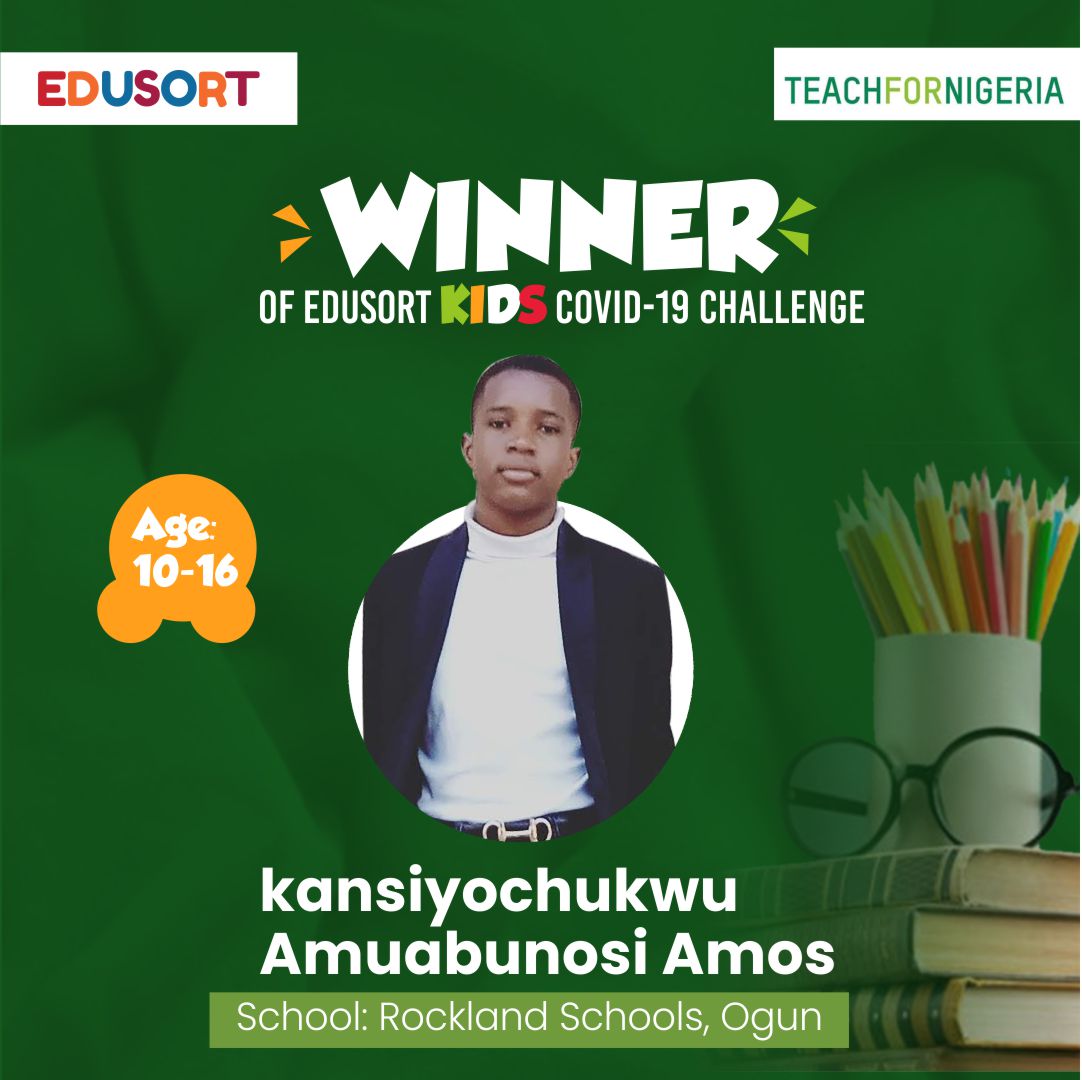 EDUSORT
TEACHFORNIGERIA
WINNER
OF EDUSORT KIDS COVID-19 CHALLENGE
Age:
10-16
kansiyochukwu
Amuabunosi Amos
School: Rockland Schools, Ogun